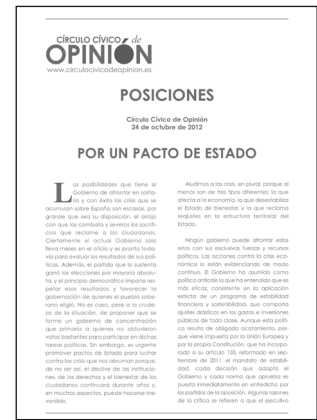 CÍRCULO CÍVICO de
OPINIÓN
www.circulocivicodeopinion.es
POSICIONES
Círculo Cívico de Opinión
24 de octubre de 2012
POR UN PACTO DE ESTADO
Las posibilidades que tiene el
Gobierno de afrontar en solita-
rio y con éxito las crisis que se
acumulan sobre España son escasas, por
grande que sea su disposición, el arrojo
con que las combata y severos los sacrifi-
cios que reclame a los ciudadanos.
Ciertamente el actual Gobierno solo
lleva meses en el oficio y es pronto toda-
vía para evaluar los resultados de sus polí-
ticas. Además, el partido que lo sustenta
ganó las elecciones por mayoría absolu-
ta, y el principio democrático impone res-
petar esos resultados y favorecer la
gobernación de quienes el pueblo sobe-
rano eligió. No es caso, pese a lo crude-
za de la situación, de proponer que se
forme un gobierno de concentración
que primaría a quienes no obtuvieron
votos bastantes para participar en dichas
tareas políticas. Sin embargo, es urgente
promover pactos de Estado para luchar
contra las crisis que nos abruman porque,
de no ser así, el declive de las institucio-
nes, de los derechos y el bienestar de los
ciudadanos continuará durante años y,
en muchos aspectos, puede hacerse irre-
versible.
Aludimos a las crisis, en plural, porque al
menos son de tres tipos diferentes: la que
afecta a la economía, la que desestabiliza
el Estado de bienestar, y la que reclama
reajustes en la estructura territorial del
Estado.
Ningún gobierno puede afrontar estos
retos con sus exclusivas fuerzas y recursos
políticos. Las acciones contra la crisis eco-
nómica la están evidenciando de modo
continuo. El Gobierno ha asumido como
política anticrisis la que ha entendido que es
más eficaz, consistente en la aplicación
estricta de un programa de estabilidad
financiera y sostenibilidad, que comporta
ajustes drásticos en los gastos e inversiones
públicas de toda clase. Aunque esta políti-
ca resulta de obligado acatamiento, por-
que viene impuesta por la Unión Europea y
por la propia Constitución, que ha incorpo-
rado a su artículo 135, reformado en sep-
tiembre de 2011, el mandato de estabili-
dad, cada decisión que adopta el
Gobierno y cada norma que aprueba es
puesta inmediatamente en entredicho por
los partidos de la oposición. Algunas razones
de la crítica se refieren a que el ejecutivo